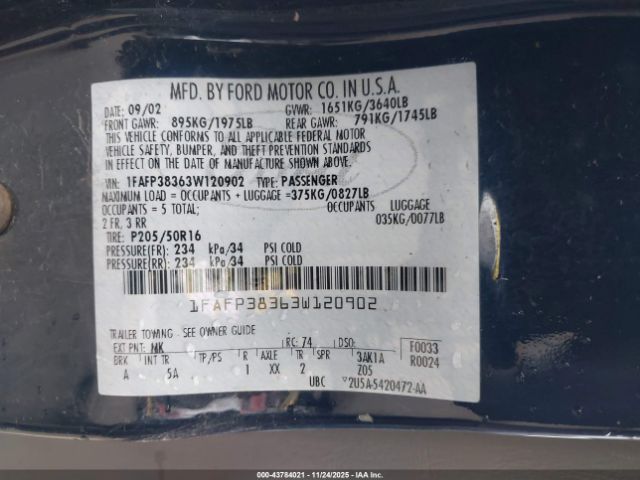 MFD. BY FORD MOTOR CO. IN U.S.A.
DATE: 09/02 GVWR: 1651KG/3640LB
FRONT GAWR: 895KG/1975LB REAR GAWR: 791KG/1745LB
THIS VEHICLE CONFORMS TO ALL APPLICABLE FEDERAL MOTOR
VEHICLE SAFETY, BUMPER, AND THEFT PREVENTION STANDARDS
IN EFFECT ON THE DATE OF MANUFACTURE SHOWN ABOVE.
VIN: 1FAFP38363W120902 TYPE: PASSENGER
MAXIMUM LOAD = OCCUPANTS + LUGGAGE =375KG/0827LB
OCCUPANTS = 5 TOTAL; OCCUPANTS LUGGAGE
2 FR, 3 RR 035KG/0077LB
TIRE: P205/50R16
PRESSURE(FR): 234 kPa/34 PSI COLD
PRESSURE(RR): 234 kPa/34 PSI COLD
1FAFP38363W120902
TRAILER TOWING - SEE OWNER GUIDE
EXT PNT: MK RC: 74 DSO: F0033
BRK INT TR TP/PS R AXLE TR SPR 3AK1A R0024
A 5A 1 XX 2 Z05
UBC 2U5A-5420472-AA
000-43784021 - 11/24/2025 - IAAI.COM